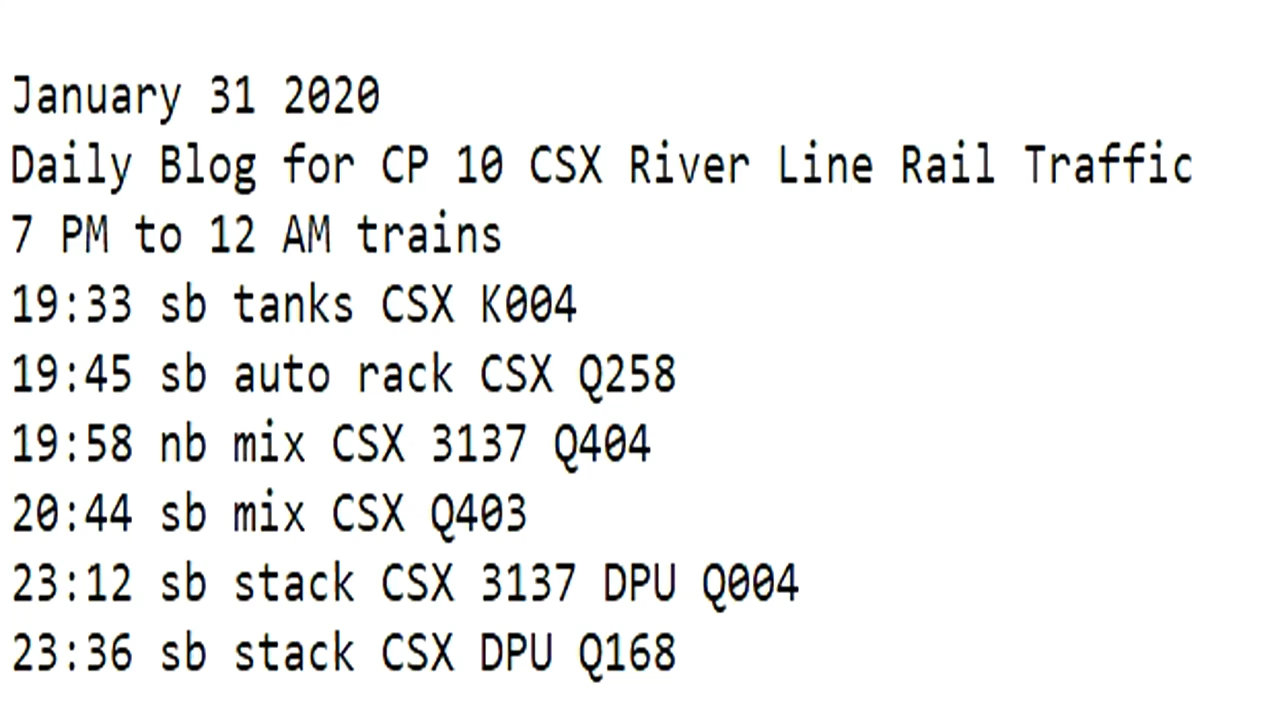 January 31 2020
Daily Blog for CP 10 CSX River Line Rail Traffic
7 PM to 12 AM trains
19:33 sb tanks CSX K004
19:45 sb auto rack CSX Q258
19:58 nb mix CSX 3137 Q404
20:44 sb mix CSX Q403
23:12 sb stack CSX 3137 DPU Q004
23:36 sb stack CSX DPU Q168